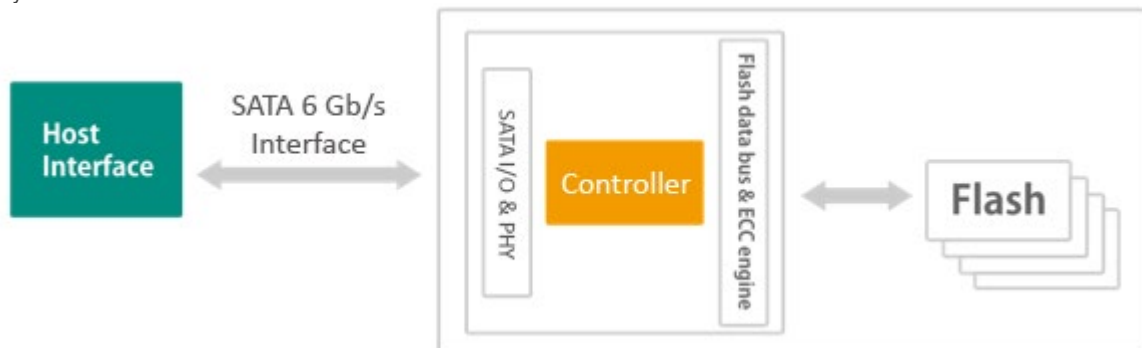 Host
Interface
SATA 6 Gb/s
Interface
SATA I/O & PHY
Controller
Flash data bus & ECC engine
Flash